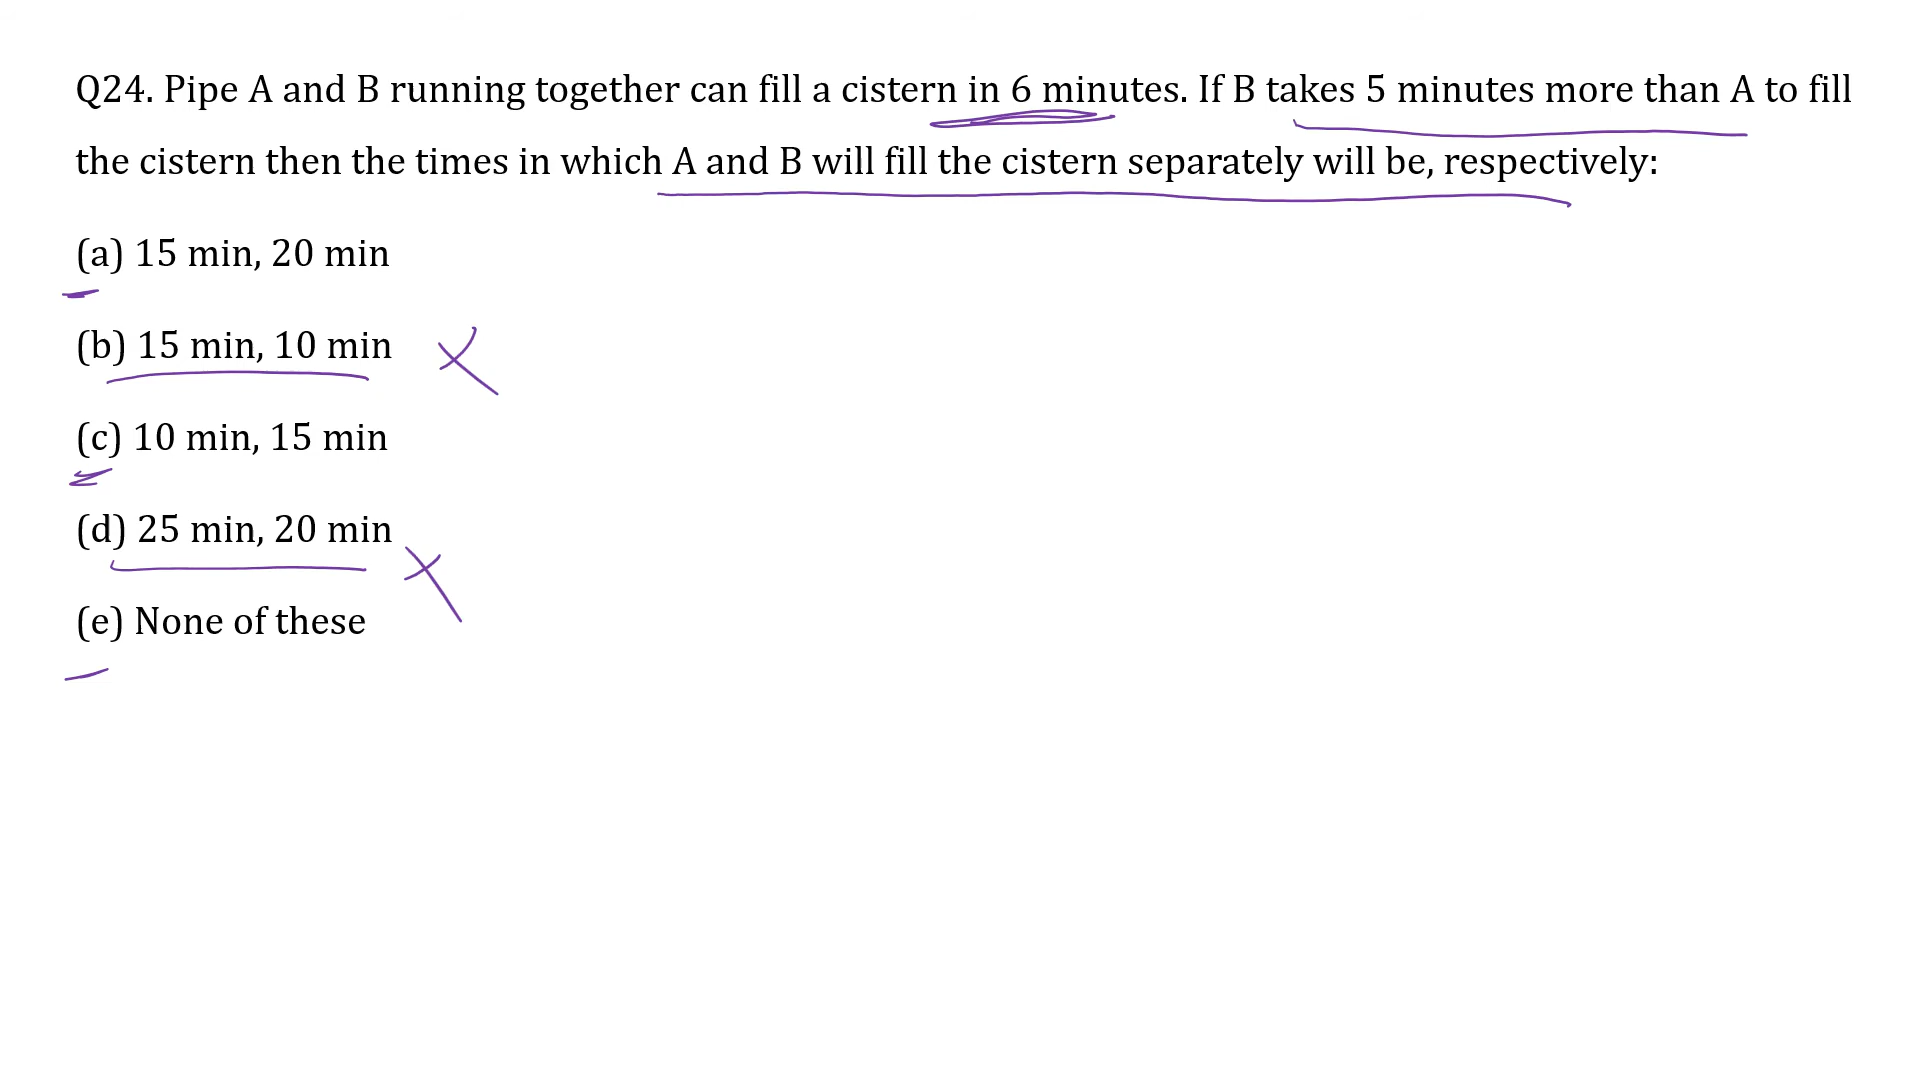 Q24. Pipe A and B running together can fill a cistern in 6 minutes. If B takes 5 minutes more than A to fill
the cistern then the times in which A and B will fill the cistern separately will be, respectively:
(a) 15 min, 20 min
(b) 15 min, 10 min
(c) 10 min, 15 min
(d) 25 min, 20 min
(e) None of these